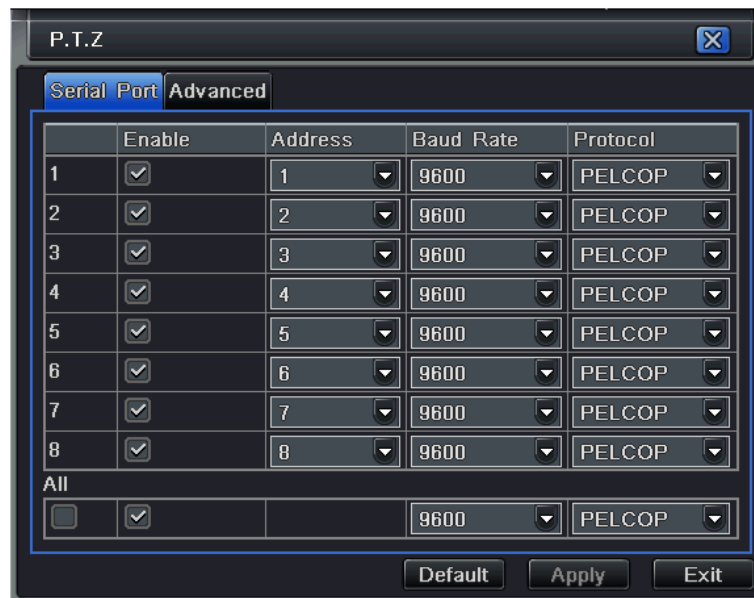 P.T.Z
Serial Port Advanced
Enable Address Baud Rate Protocol
1 1 9600 PELCOP
2 2 9600 PELCOP
3 3 9600 PELCOP
4 4 9600 PELCOP
5 5 9600 PELCOP
6 6 9600 PELCOP
7 7 9600 PELCOP
8 8 9600 PELCOP
All
9600 PELCOP
Default Apply Exit